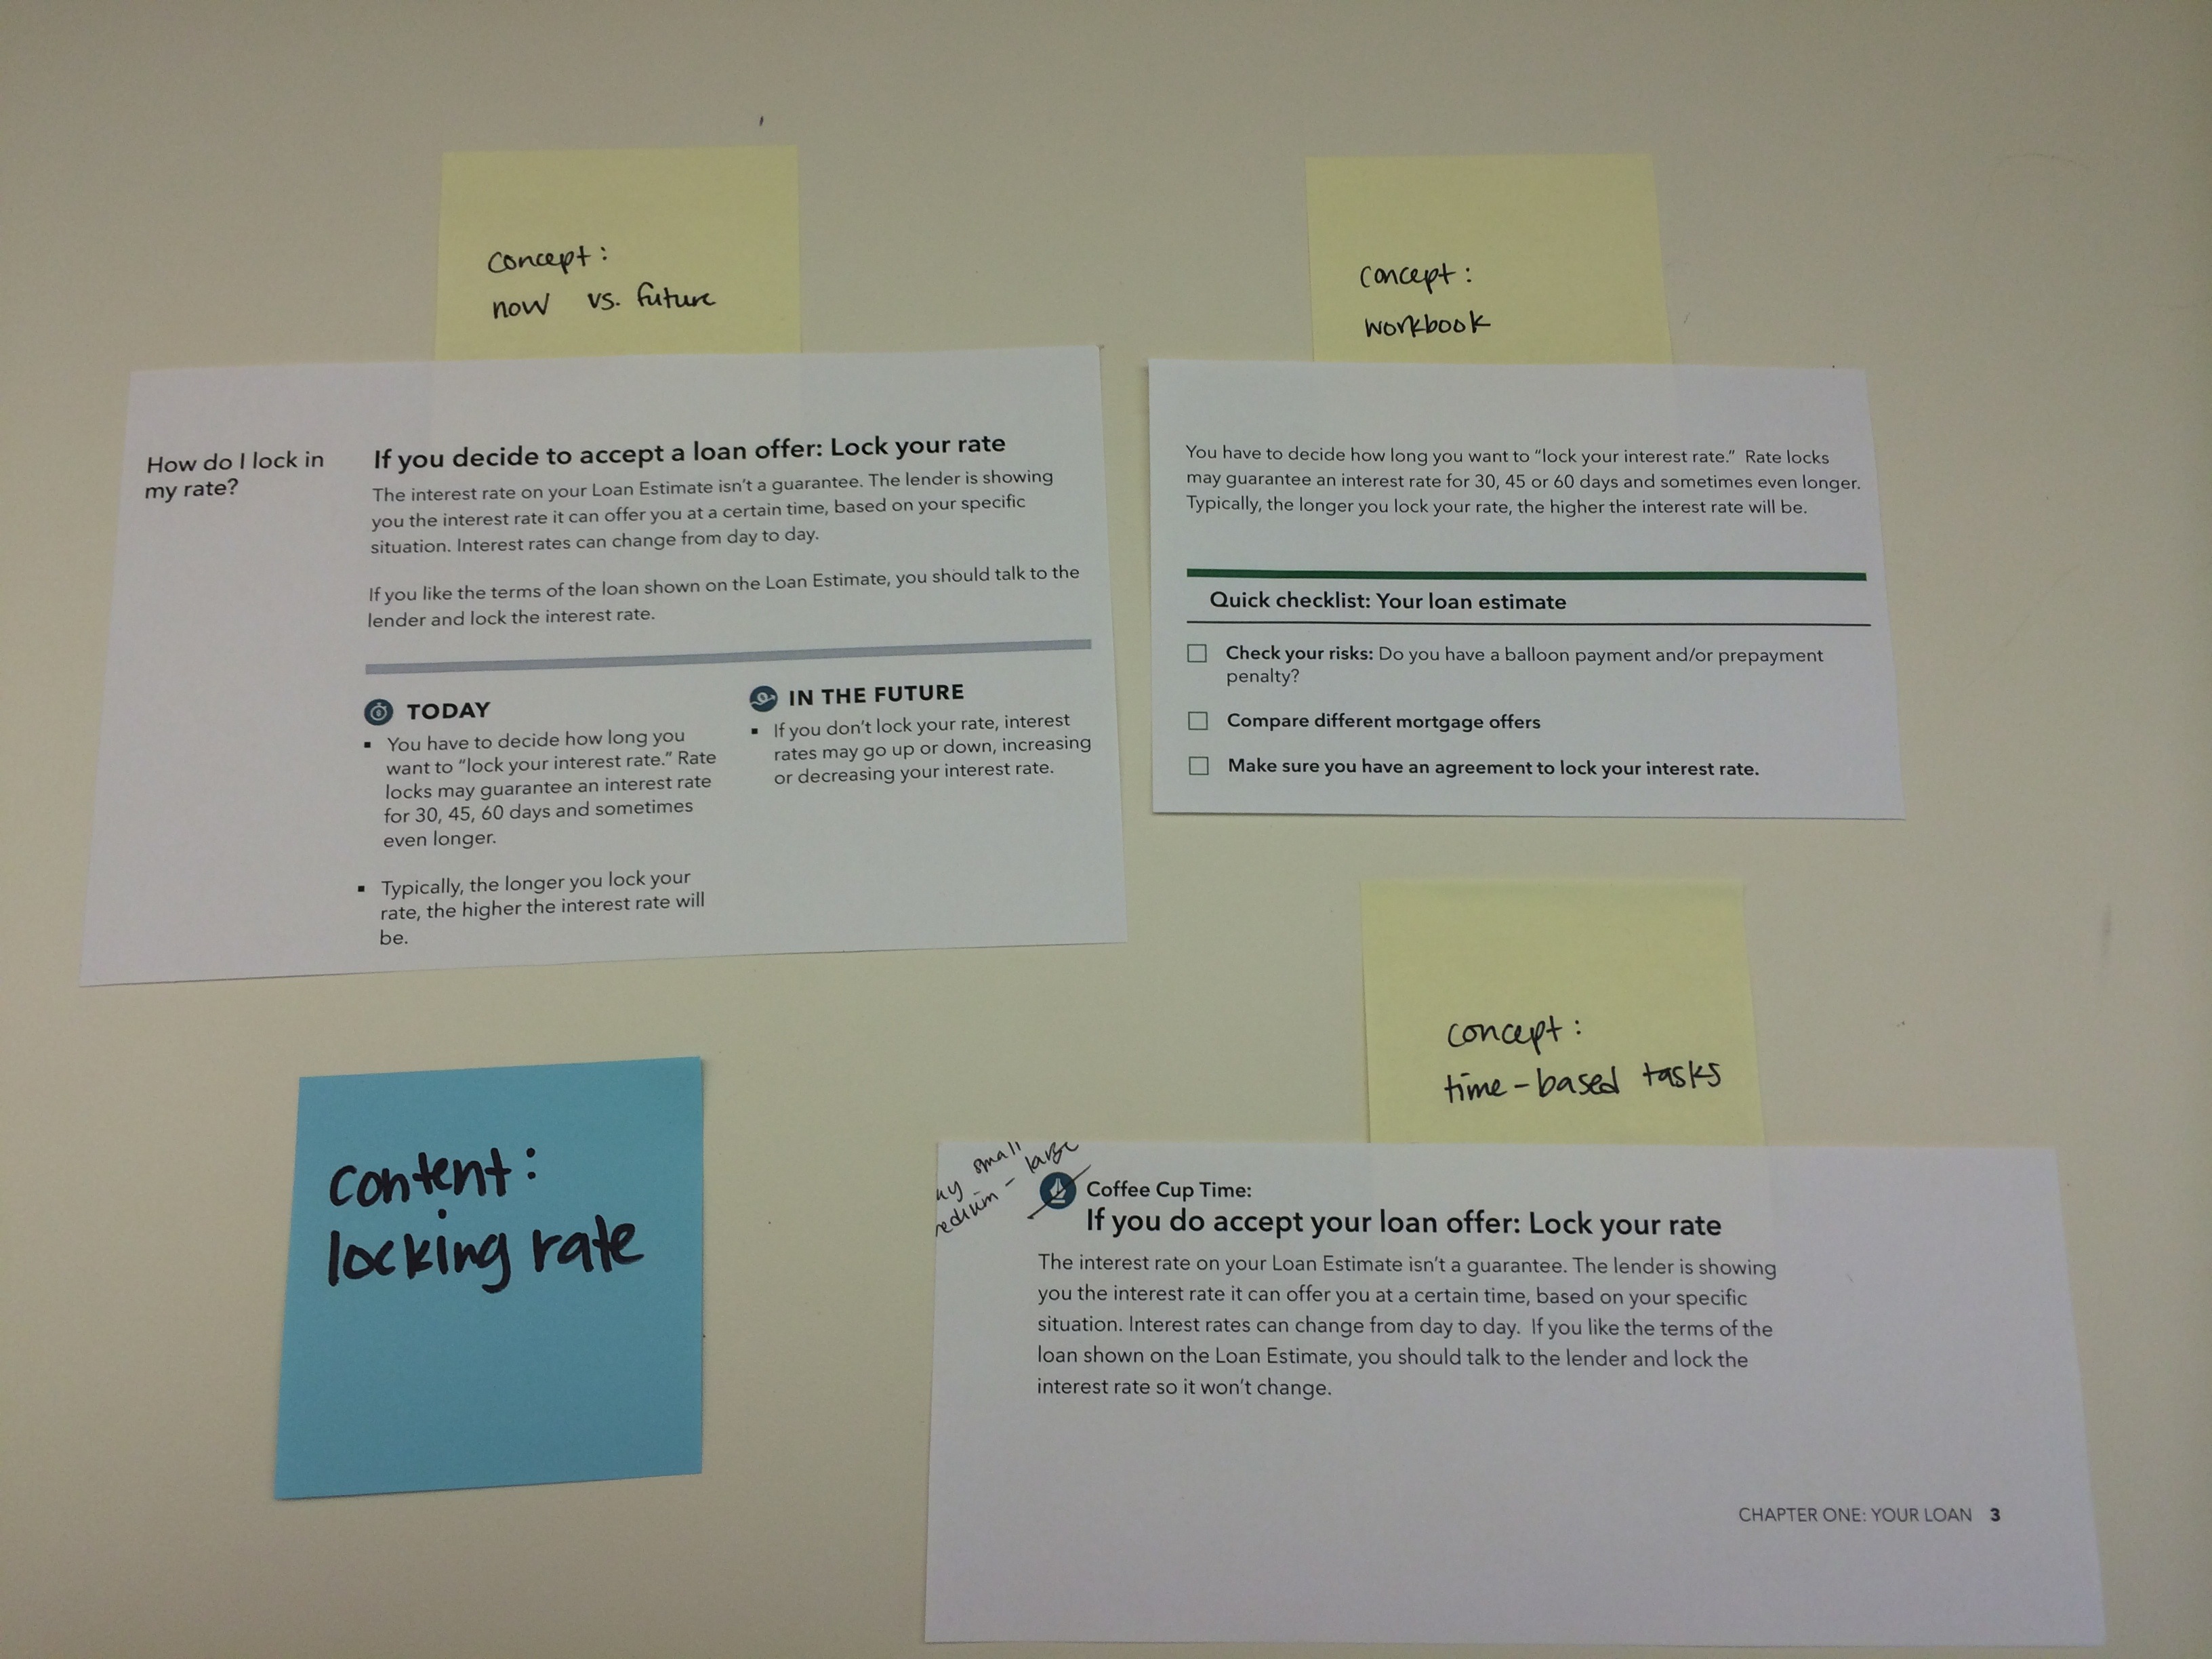 concept:
now vs. future
How do I lock in
my rate?
If you decide to accept a loan offer: Lock your rate
The interest rate on your Loan Estimate isn't a guarantee. The lender is showing
you the interest rate it can offer you at a certain time, based on your specific
situation. Interest rates can change from day to day.
If you like the terms of the loan shown on the Loan Estimate, you should talk to the
lender and lock the interest rate.
TODAY
▪ You have to decide how long you
want to "lock your interest rate." Rate
locks may guarantee an interest rate
for 30, 45, 60 days and sometimes
even longer.
▪ Typically, the longer you lock your
rate, the higher the interest rate will
be.
IN THE FUTURE
▪ If you don't lock your rate, interest
rates may go up or down, increasing
or decreasing your interest rate.
concept:
workbook
You have to decide how long you want to "lock your interest rate." Rate locks
may guarantee an interest rate for 30, 45 or 60 days and sometimes even longer.
Typically, the longer you lock your rate, the higher the interest rate will be.
Quick checklist: Your loan estimate
Check your risks: Do you have a balloon payment and/or prepayment
penalty?
Compare different mortgage offers
Make sure you have an agreement to lock your interest rate.
content:
locking rate
concept:
time-based tasks
small
- large
Coffee Cup Time:
If you do accept your loan offer: Lock your rate
The interest rate on your Loan Estimate isn't a guarantee. The lender is showing
you the interest rate it can offer you at a certain time, based on your specific
situation. Interest rates can change from day to day. If you like the terms of the
loan shown on the Loan Estimate, you should talk to the lender and lock the
interest rate so it won't change.
CHAPTER ONE: YOUR LOAN 3